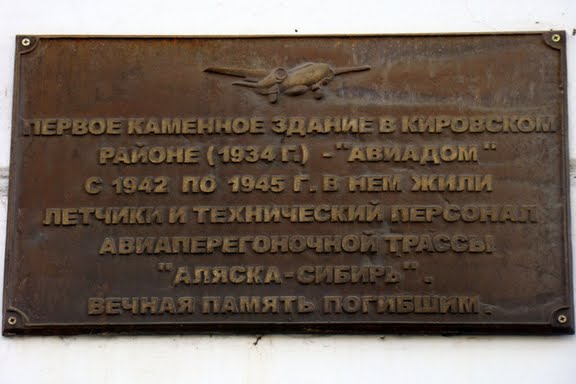 ПЕРВОЕ КАМЕННОЕ ЗДАНИЕ В КИРОВСКОМ
РАЙОНЕ (1934 Г.) - "АВИАДОМ"
С 1942 ПО 1945 Г. В НЕМ ЖИЛИ
ЛЕТЧИКИ И ТЕХНИЧЕСКИЙ ПЕРСОНАЛ
АВИАПЕРЕГОНОЧНОЙ ТРАССЫ
"АЛЯСКА-СИБИРЬ" .
ВЕЧНАЯ ПАМЯТЬ ПОГИБШИМ .